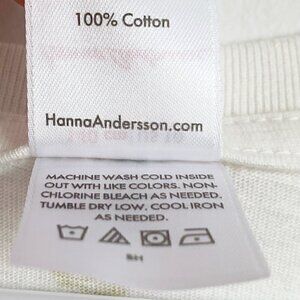 100% Cotton
HannaAndersson.com
MACHINE WASH COLD INSIDE
OUT WITH LIKE COLORS. NON-
CHLORINE BLEACH AS NEEDED.
TUMBLE DRY LOW. COOL IRON
AS NEEDED.